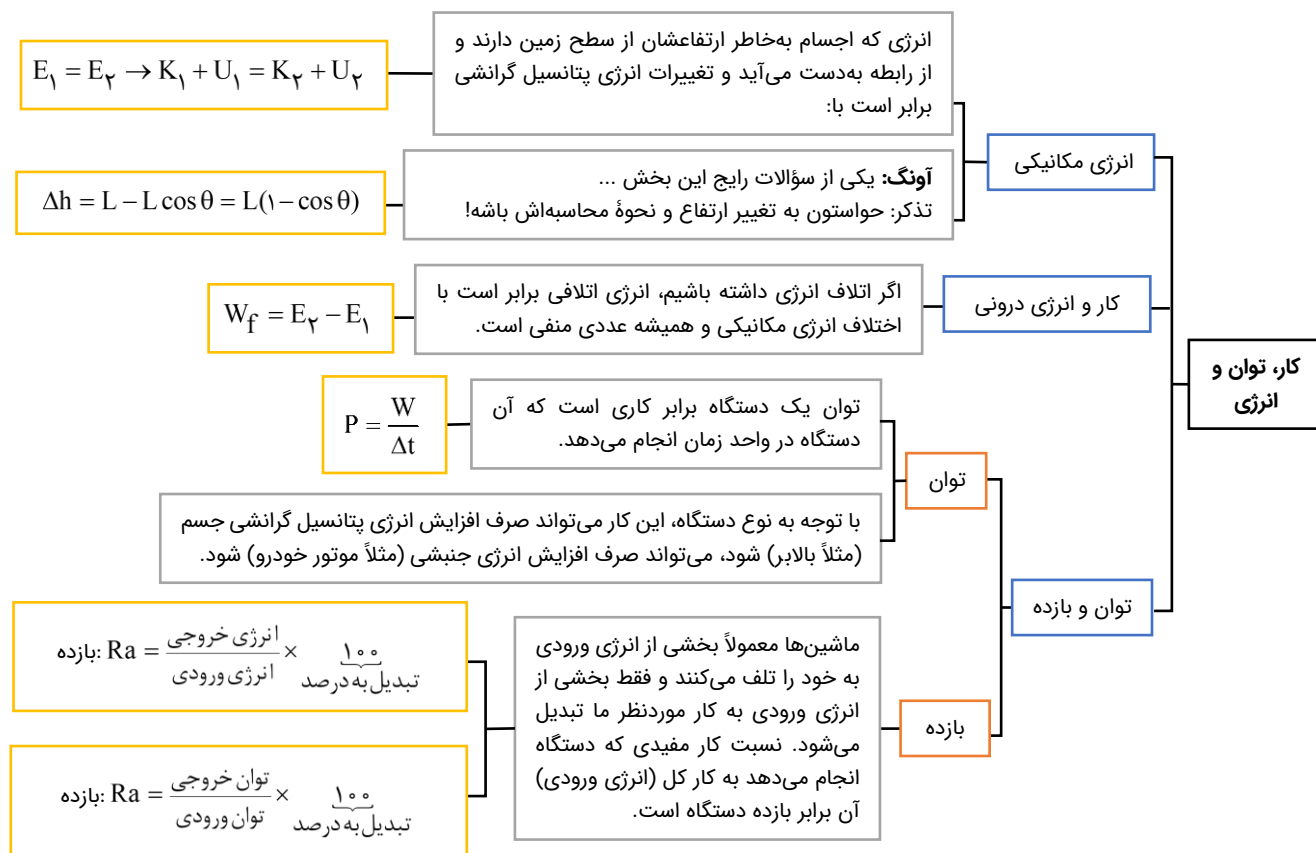 کار، توان و
انرژی
انرژی مکانیکی
انرژی که اجسام به‌خاطر ارتفاعشان از سطح زمین دارند و
از رابطه به‌دست می‌آید و تغییرات انرژی پتانسیل گرانشی
برابر است با:
E۱ = E۲ → K۱ + U۱ = K۲ + U۲
آونگ: یکی از سؤالات رایج این بخش ...
تذکر: حواستون به تغییر ارتفاع و نحوهٔ محاسبه‌اش باشه!
Δh = L − L cos θ = L(۱ − cos θ)
کار و انرژی درونی
اگر اتلاف انرژی داشته باشیم، انرژی اتلافی برابر است با
اختلاف انرژی مکانیکی و همیشه عددی منفی است.
Wf = E۲ − E۱
توان و بازده
توان
توان یک دستگاه برابر کاری است که آن
دستگاه در واحد زمان انجام می‌دهد.
P = W / Δt
با توجه به نوع دستگاه، این کار می‌تواند صرف افزایش انرژی پتانسیل گرانشی جسم
(مثلاً بالابر) شود، می‌تواند صرف افزایش انرژی جنبشی (مثلاً موتور خودرو) شود.
بازده
ماشین‌ها معمولاً بخشی از انرژی ورودی
به خود را تلف می‌کنند و فقط بخشی از
انرژی ورودی به کار موردنظر ما تبدیل
می‌شود. نسبت کار مفیدی که دستگاه
انجام می‌دهد به کار کل (انرژی ورودی)
آن برابر بازده دستگاه است.
بازده: Ra = انرژی خروجی / انرژی ورودی × ۱۰۰
تبدیل به درصد
بازده: Ra = توان خروجی / توان ورودی × ۱۰۰
تبدیل به درصد